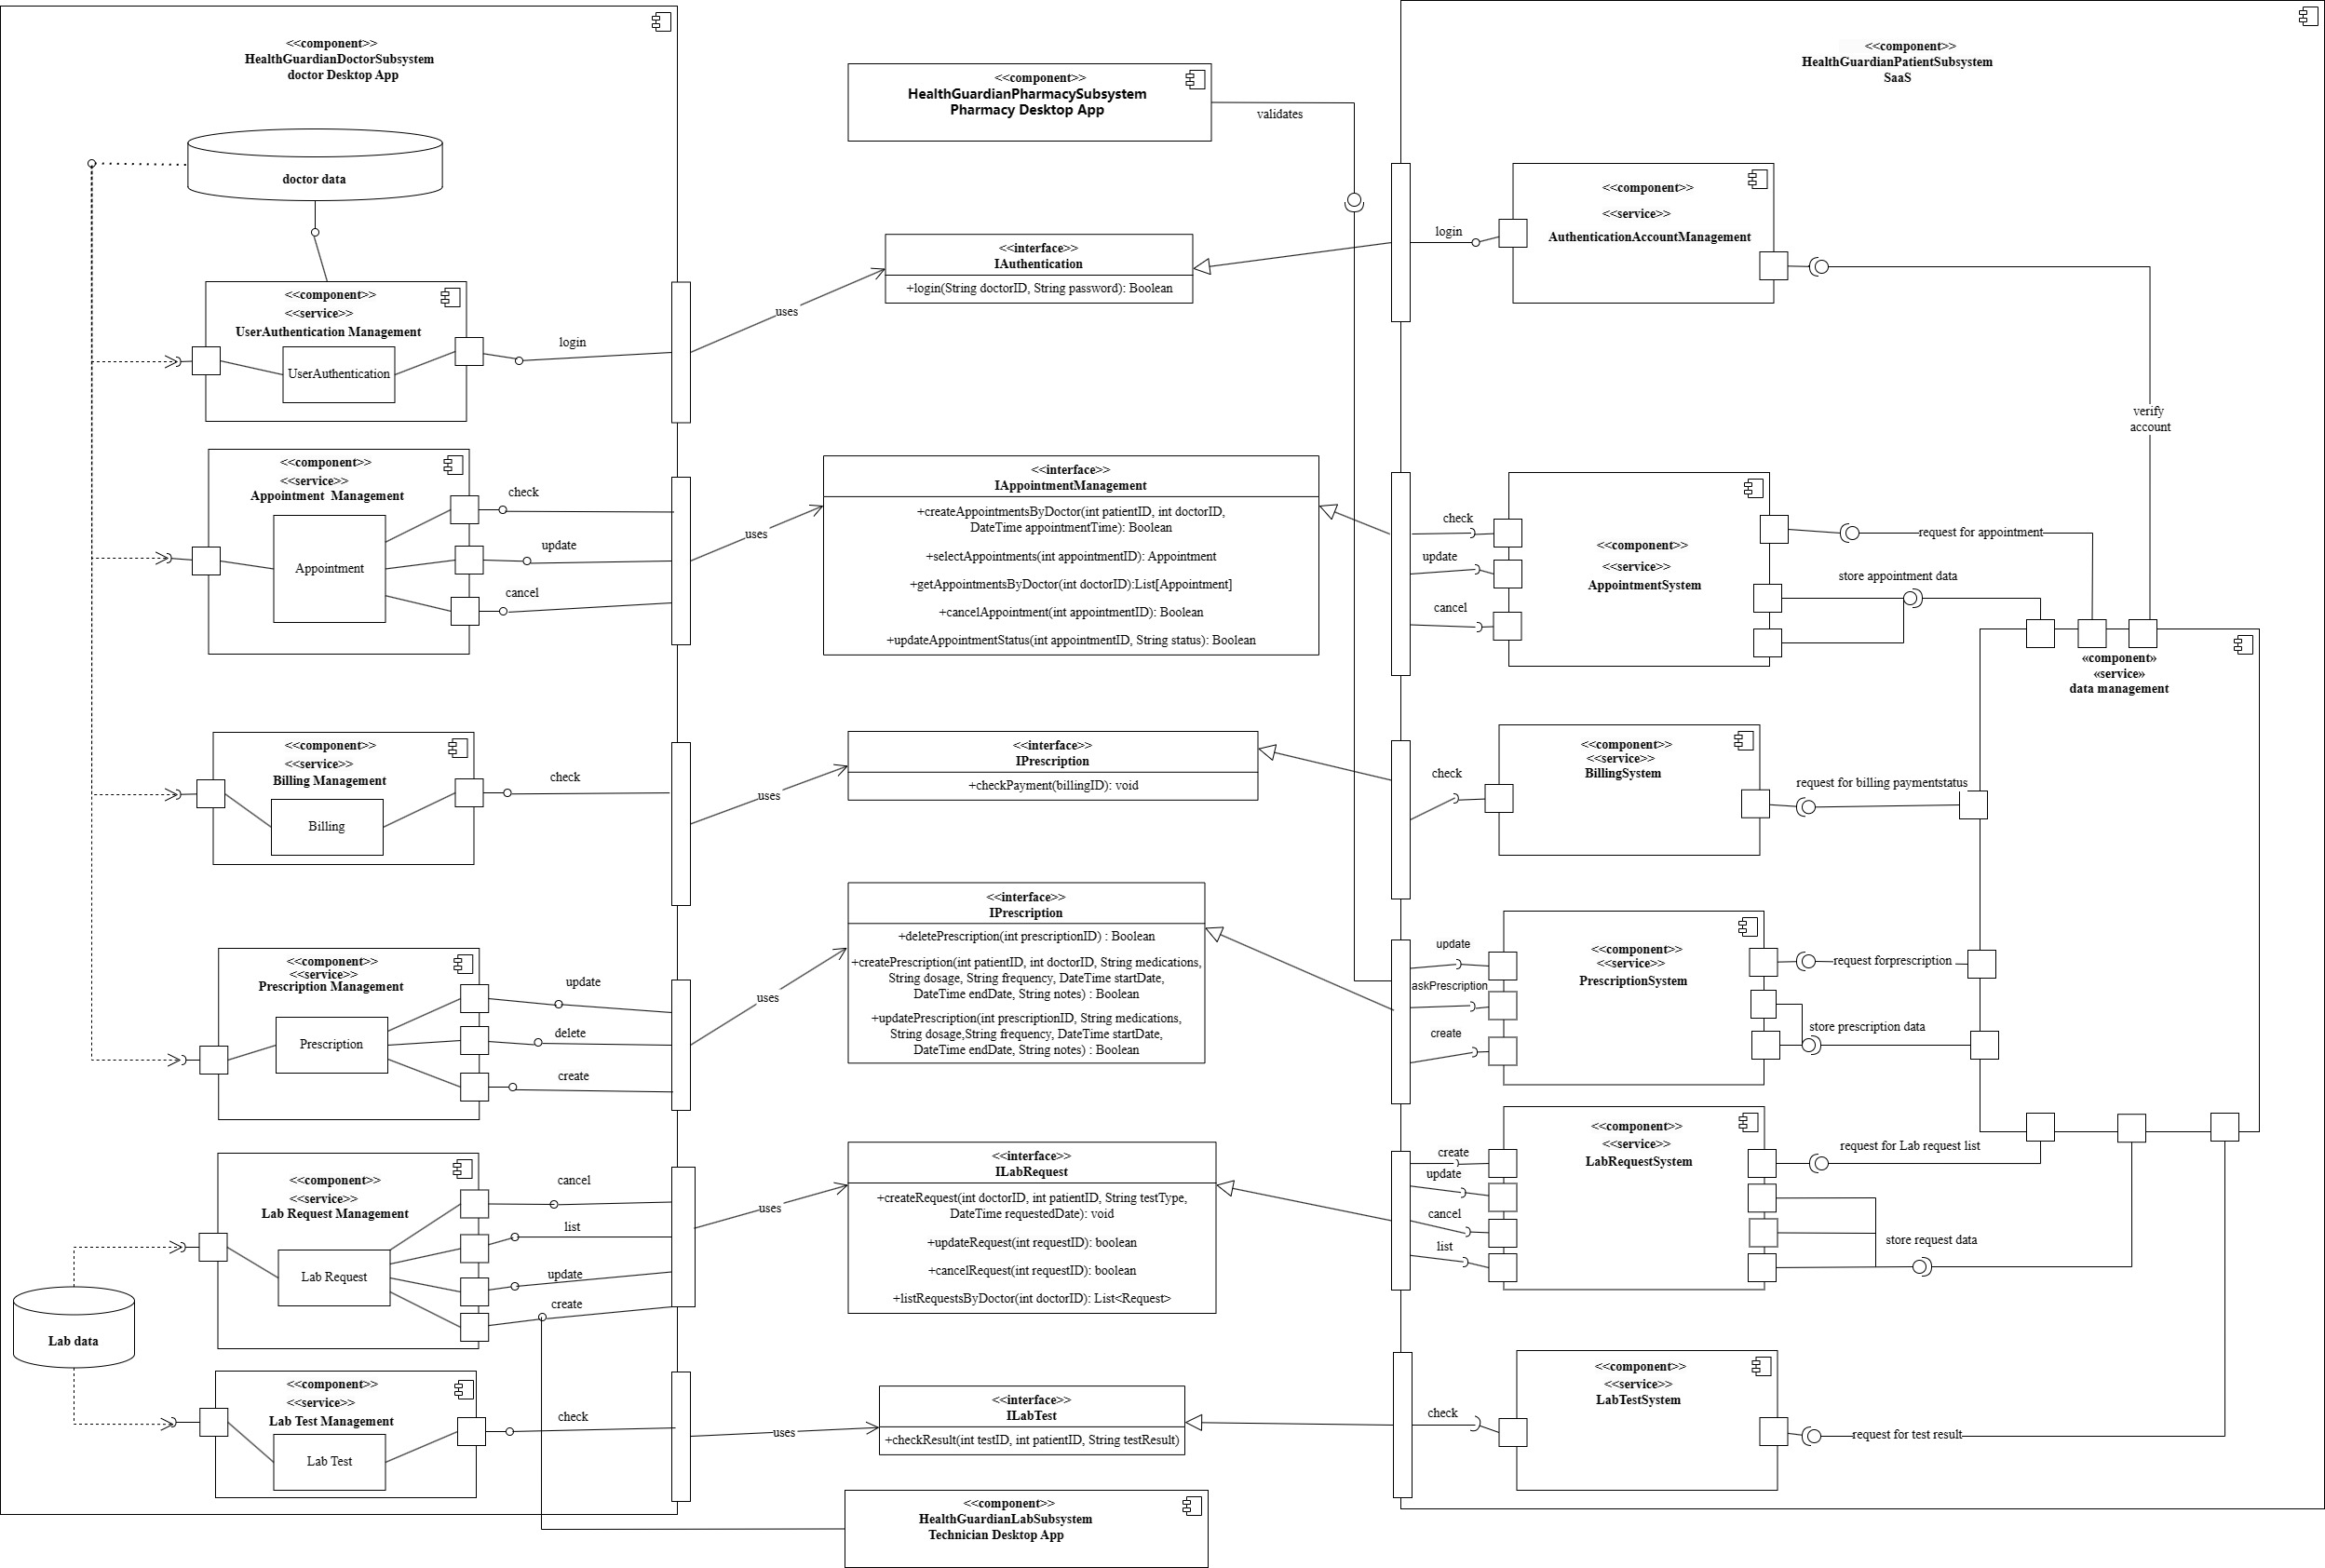 <<component>>
HealthGuardianDoctorSubsystem
doctor Desktop App
doctor data
<<component>>
<<service>>
UserAuthentication Management
UserAuthentication
login
<<component>>
<<service>>
Appointment  Management
Appointment
check
update
cancel
<<component>>
<<service>>
Billing Management
Billing
check
<<component>>
<<service>>
Prescription Management
Prescription
update
delete
create
<<component>>
<<service>>
Lab Request Management
Lab Request
cancel
list
update
create
Lab data
<<component>>
<<service>>
Lab Test Management
Lab Test
check
uses
uses
uses
uses
uses
uses
<<component>>
HealthGuardianPharmacySubsystem
Pharmacy Desktop App
validates
<<interface>>
IAuthentication
+login(String doctorID, String password): Boolean
<<interface>>
IAppointmentManagement
+createAppointmentsByDoctor(int patientID, int doctorID,
DateTime appointmentTime): Boolean
+selectAppointments(int appointmentID): Appointment
+getAppointmentsByDoctor(int doctorID):List[Appointment]
+cancelAppointment(int appointmentID): Boolean
+updateAppointmentStatus(int appointmentID, String status): Boolean
<<interface>>
IPrescription
+checkPayment(billingID): void
<<interface>>
IPrescription
+deletePrescription(int prescriptionID) : Boolean
+createPrescription(int patientID, int doctorID, String medications,
String dosage, String frequency, DateTime startDate,
DateTime endDate, String notes) : Boolean
+updatePrescription(int prescriptionID, String medications,
String dosage,String frequency, DateTime startDate,
DateTime endDate, String notes) : Boolean
<<interface>>
ILabRequest
+createRequest(int doctorID, int patientID, String testType,
DateTime requestedDate): void
+updateRequest(int requestID): boolean
+cancelRequest(int requestID): boolean
+listRequestsByDoctor(int doctorID): List<Request>
<<interface>>
ILabTest
+checkResult(int testID, int patientID, String testResult)
<<component>>
HealthGuardianLabSubsystem
Technician Desktop App
<<component>>
HealthGuardianPatientSubsystem
SaaS
login
<<component>>
<<service>>
AuthenticationAccountManagement
verify
account
check
update
cancel
<<component>>
<<service>>
AppointmentSystem
request for appointment
store appointment data
«component»
«service»
data management
check
<<component>>
<<service>>
BillingSystem
request for billing paymentstatus
update
askPrescription
create
<<component>>
<<service>>
PrescriptionSystem
request forprescription
store prescription data
create
update
cancel
list
<<component>>
<<service>>
LabRequestSystem
request for Lab request list
store request data
check
<<component>>
<<service>>
LabTestSystem
request for test result